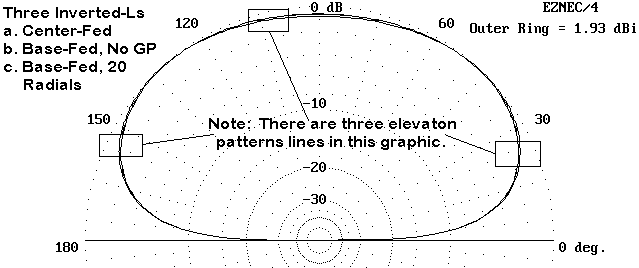 Three Inverted-Ls
a. Center-Fed
b. Base-Fed, No GP
c. Base-Fed, 20
Radials
0 dB
EZNEC/4
Outer Ring = 1.93 dBi
120
60
-10
150
30
Note: There are three elevaton
patterns lines in this graphic.
-20
-30
180
0 deg.